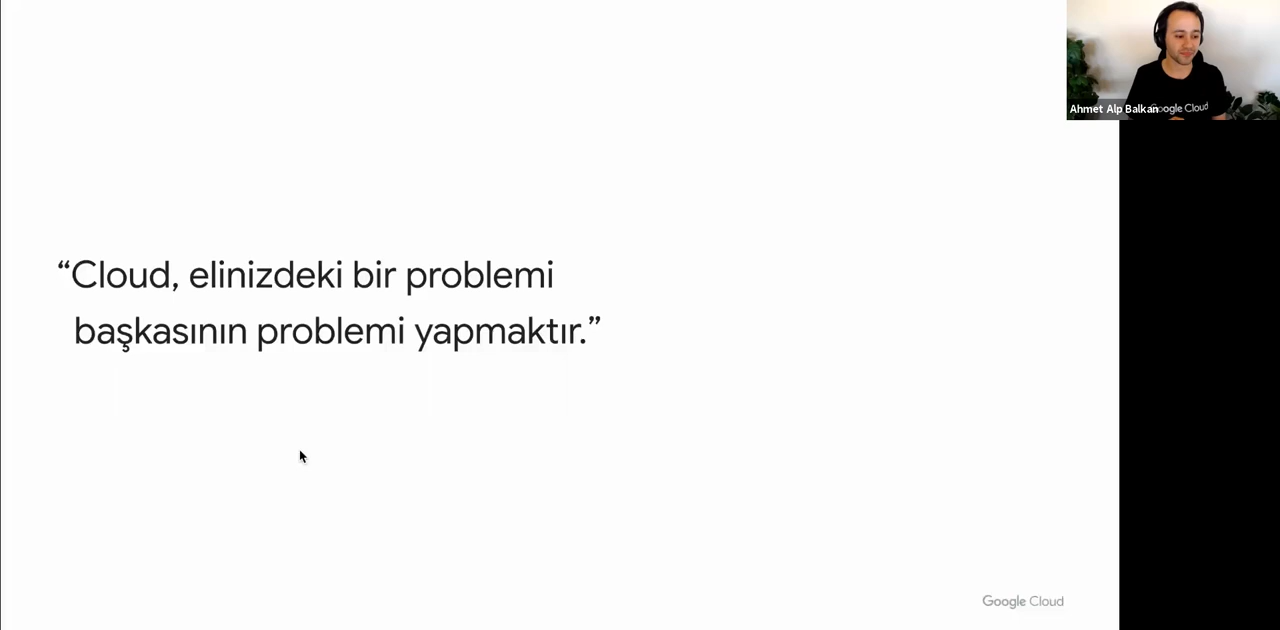 “Cloud, elinizdeki bir problemi
başkasının problemi yapmaktır.”
Google Cloud
Ahmet Alp Balkan
Google Cloud